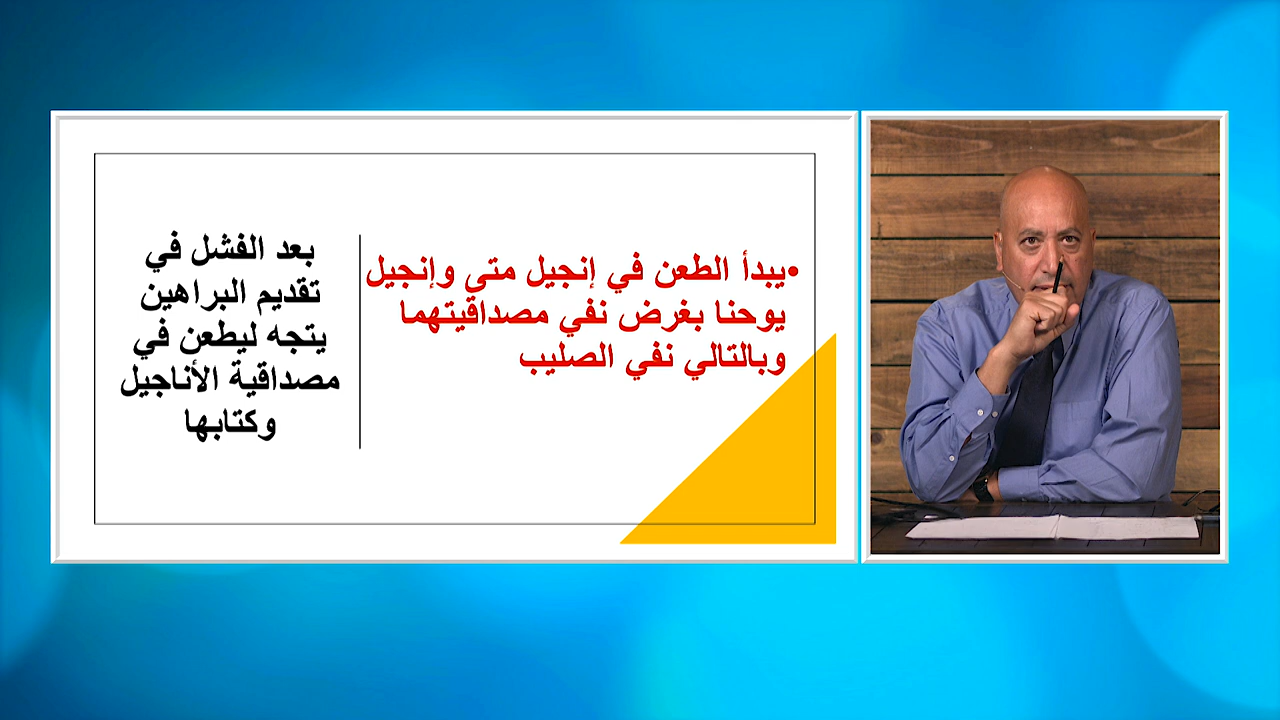 •يبدأ الطعن في إنجيل متى وإنجيل
يوحنا بغرض نفي مصداقيتهما
وبالتالي نفي الصليب
بعد الفشل في
تقديم البراهين
يتجه ليطعن في
مصداقية الأناجيل
وكتابها